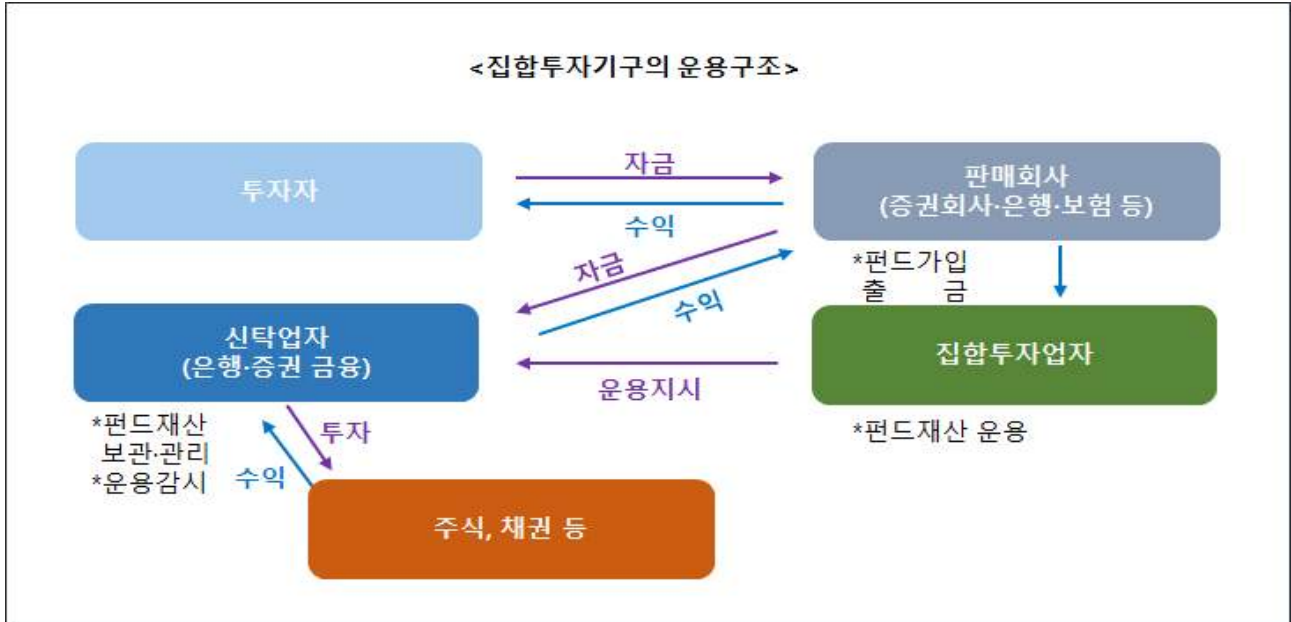 <집합투자기구의 운용구조>
투자자
자금
수익
판매회사
(증권회사·은행·보험 등)
자금
수익
*펀드가입
출 금
신탁업자
(은행·증권 금융)
운용지시
집합투자업자
*펀드재산
보관·관리
*운용감시
투자
수익
*펀드재산 운용
주식, 채권 등